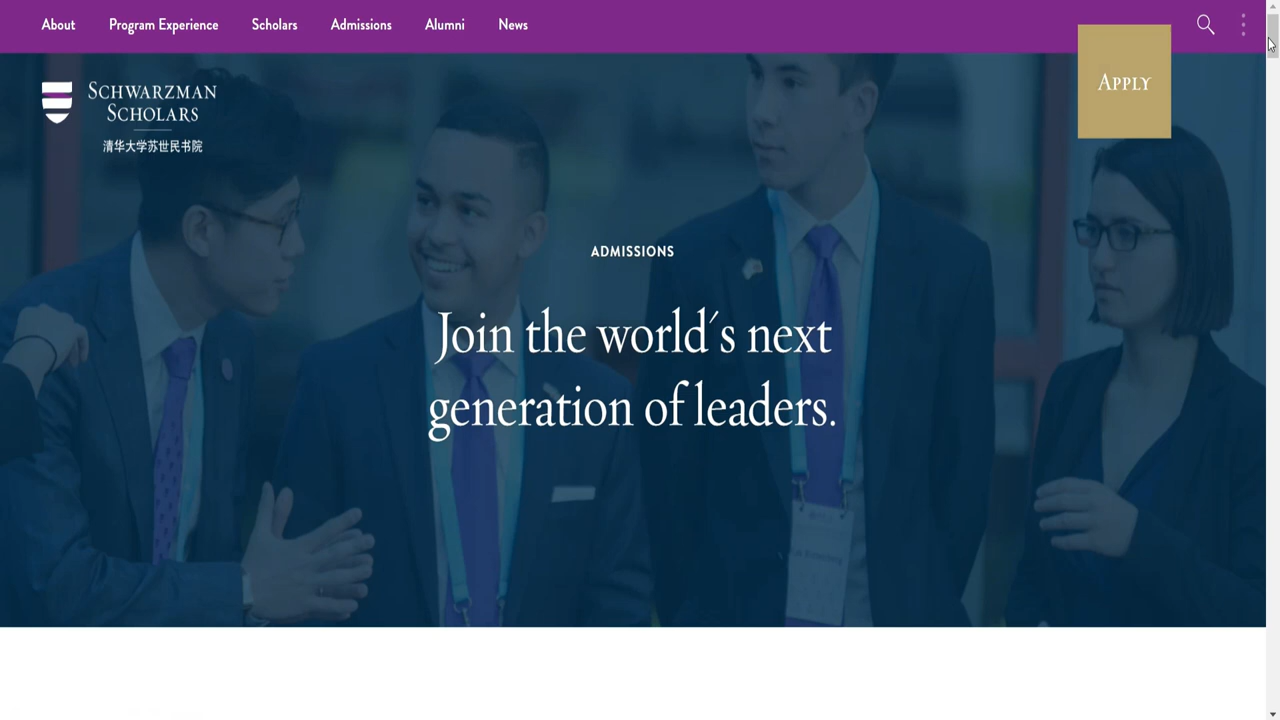 About Program Experience Scholars Admissions Alumni News
APPLY
SCHWARZMAN
SCHOLARS
清华大学苏世民书院
ADMISSIONS
Join the world's next
generation of leaders.